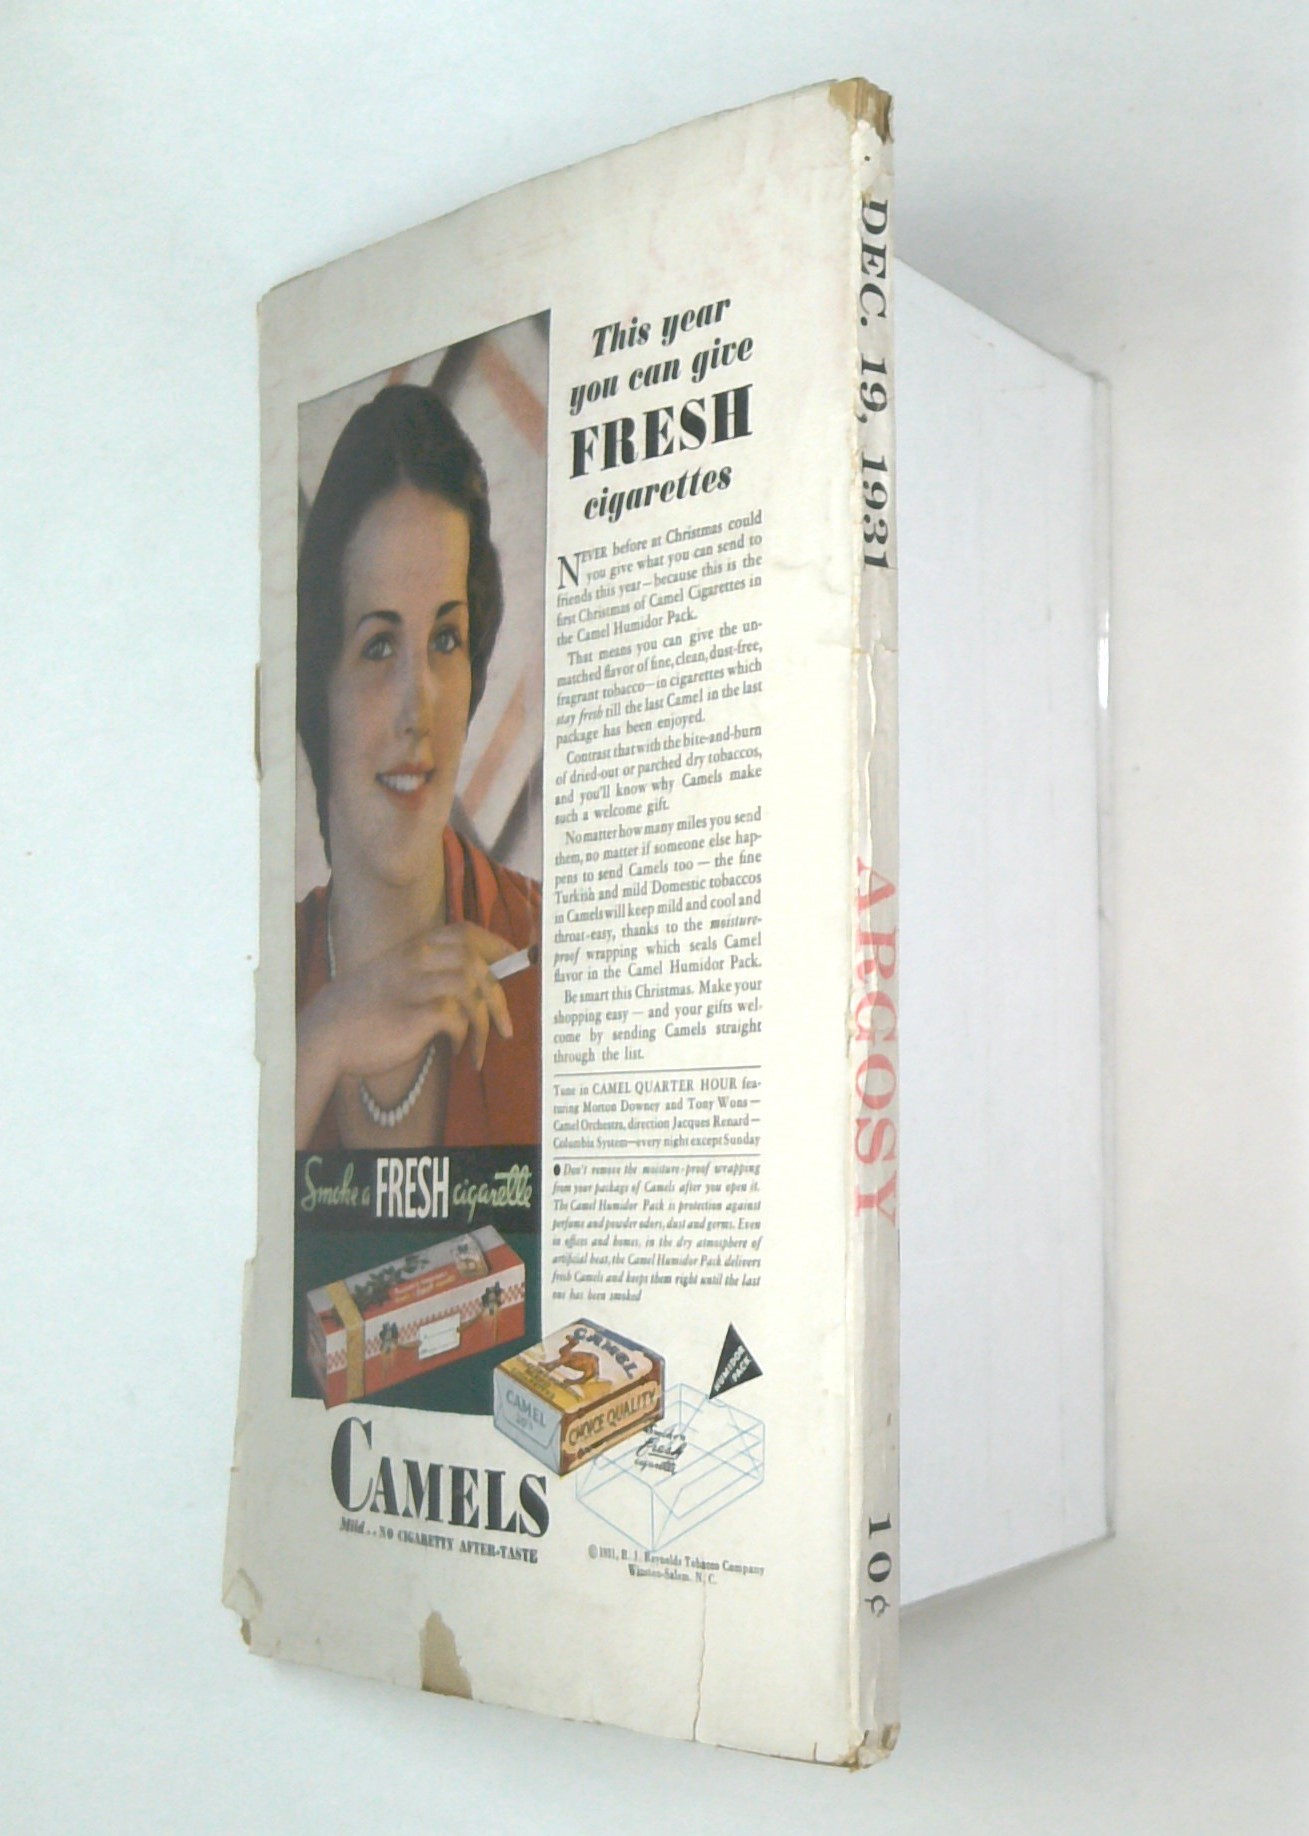 This year
you can give
FRESH
cigarettes
NEVER before at Christmas could
you give what you can send to
friends this year—because this is the
first Christmas of Camel Cigarettes in
the Camel Humidor Pack.
That means you can give the un-
matched flavor of fine, clean, dust-free,
fragrant tobacco—in cigarettes which
stay fresh till the last Camel in the last
package has been enjoyed.
Contrast that with the bite-and-burn
of dried-out or parched dry tobaccos,
and you'll know why Camels make
such a welcome gift.
No matter how many miles you send
them, no matter if someone else hap-
pens to send Camels too — the fine
Turkish and mild Domestic tobaccos
in Camels will keep mild and cool and
throat-easy, thanks to the moisture-
proof wrapping which seals Camel
flavor in the Camel Humidor Pack.
Be smart this Christmas. Make your
shopping easy — and your gifts wel-
come by sending Camels straight
through the list.
Tune in CAMEL QUARTER HOUR fea-
turing Morton Downey and Tony Wons—
Camel Orchestra, direction Jacques Renard—
Columbia System—every night except Sunday
● Don't remove the moisture-proof wrapping
from your package of Camels after you open it.
The Camel Humidor Pack is protection against
perfume and powder odors, dust and germs. Even
in offices and homes, in the dry atmosphere of
artificial heat, the Camel Humidor Pack delivers
fresh Camels and keeps them right until the last
one has been smoked
Smoke a FRESH cigarette
CAMEL
CAMEL
20's
CHOICE QUALITY
HUMIDOR
PACK
Smoke a
Fresh
cigarette
CAMELS
Mild.. NO CIGARETTY AFTER-TASTE
© 1931, R. J. Reynolds Tobacco Company
Winston-Salem, N. C.
DEC. 19, 1931
ARGOSY
10¢